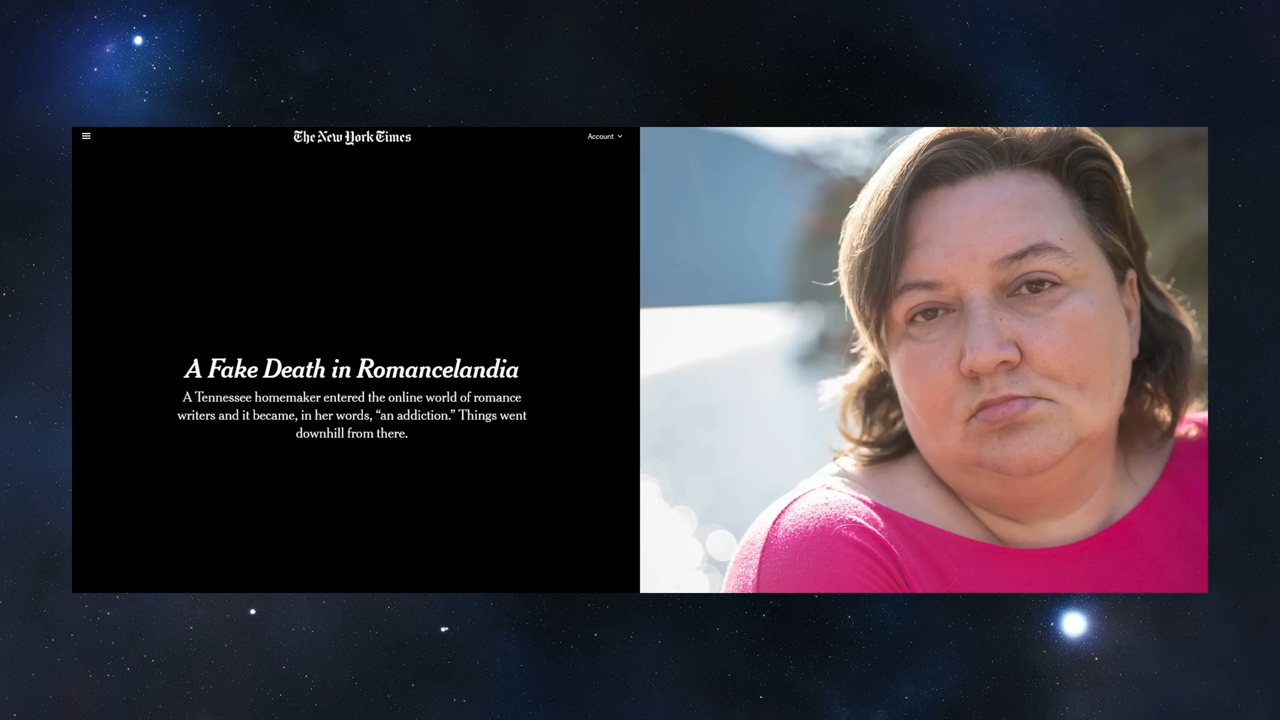 The New York Times
Account
A Fake Death in Romancelandia
A Tennessee homemaker entered the online world of romance
writers and it became, in her words, “an addiction.” Things went
downhill from there.